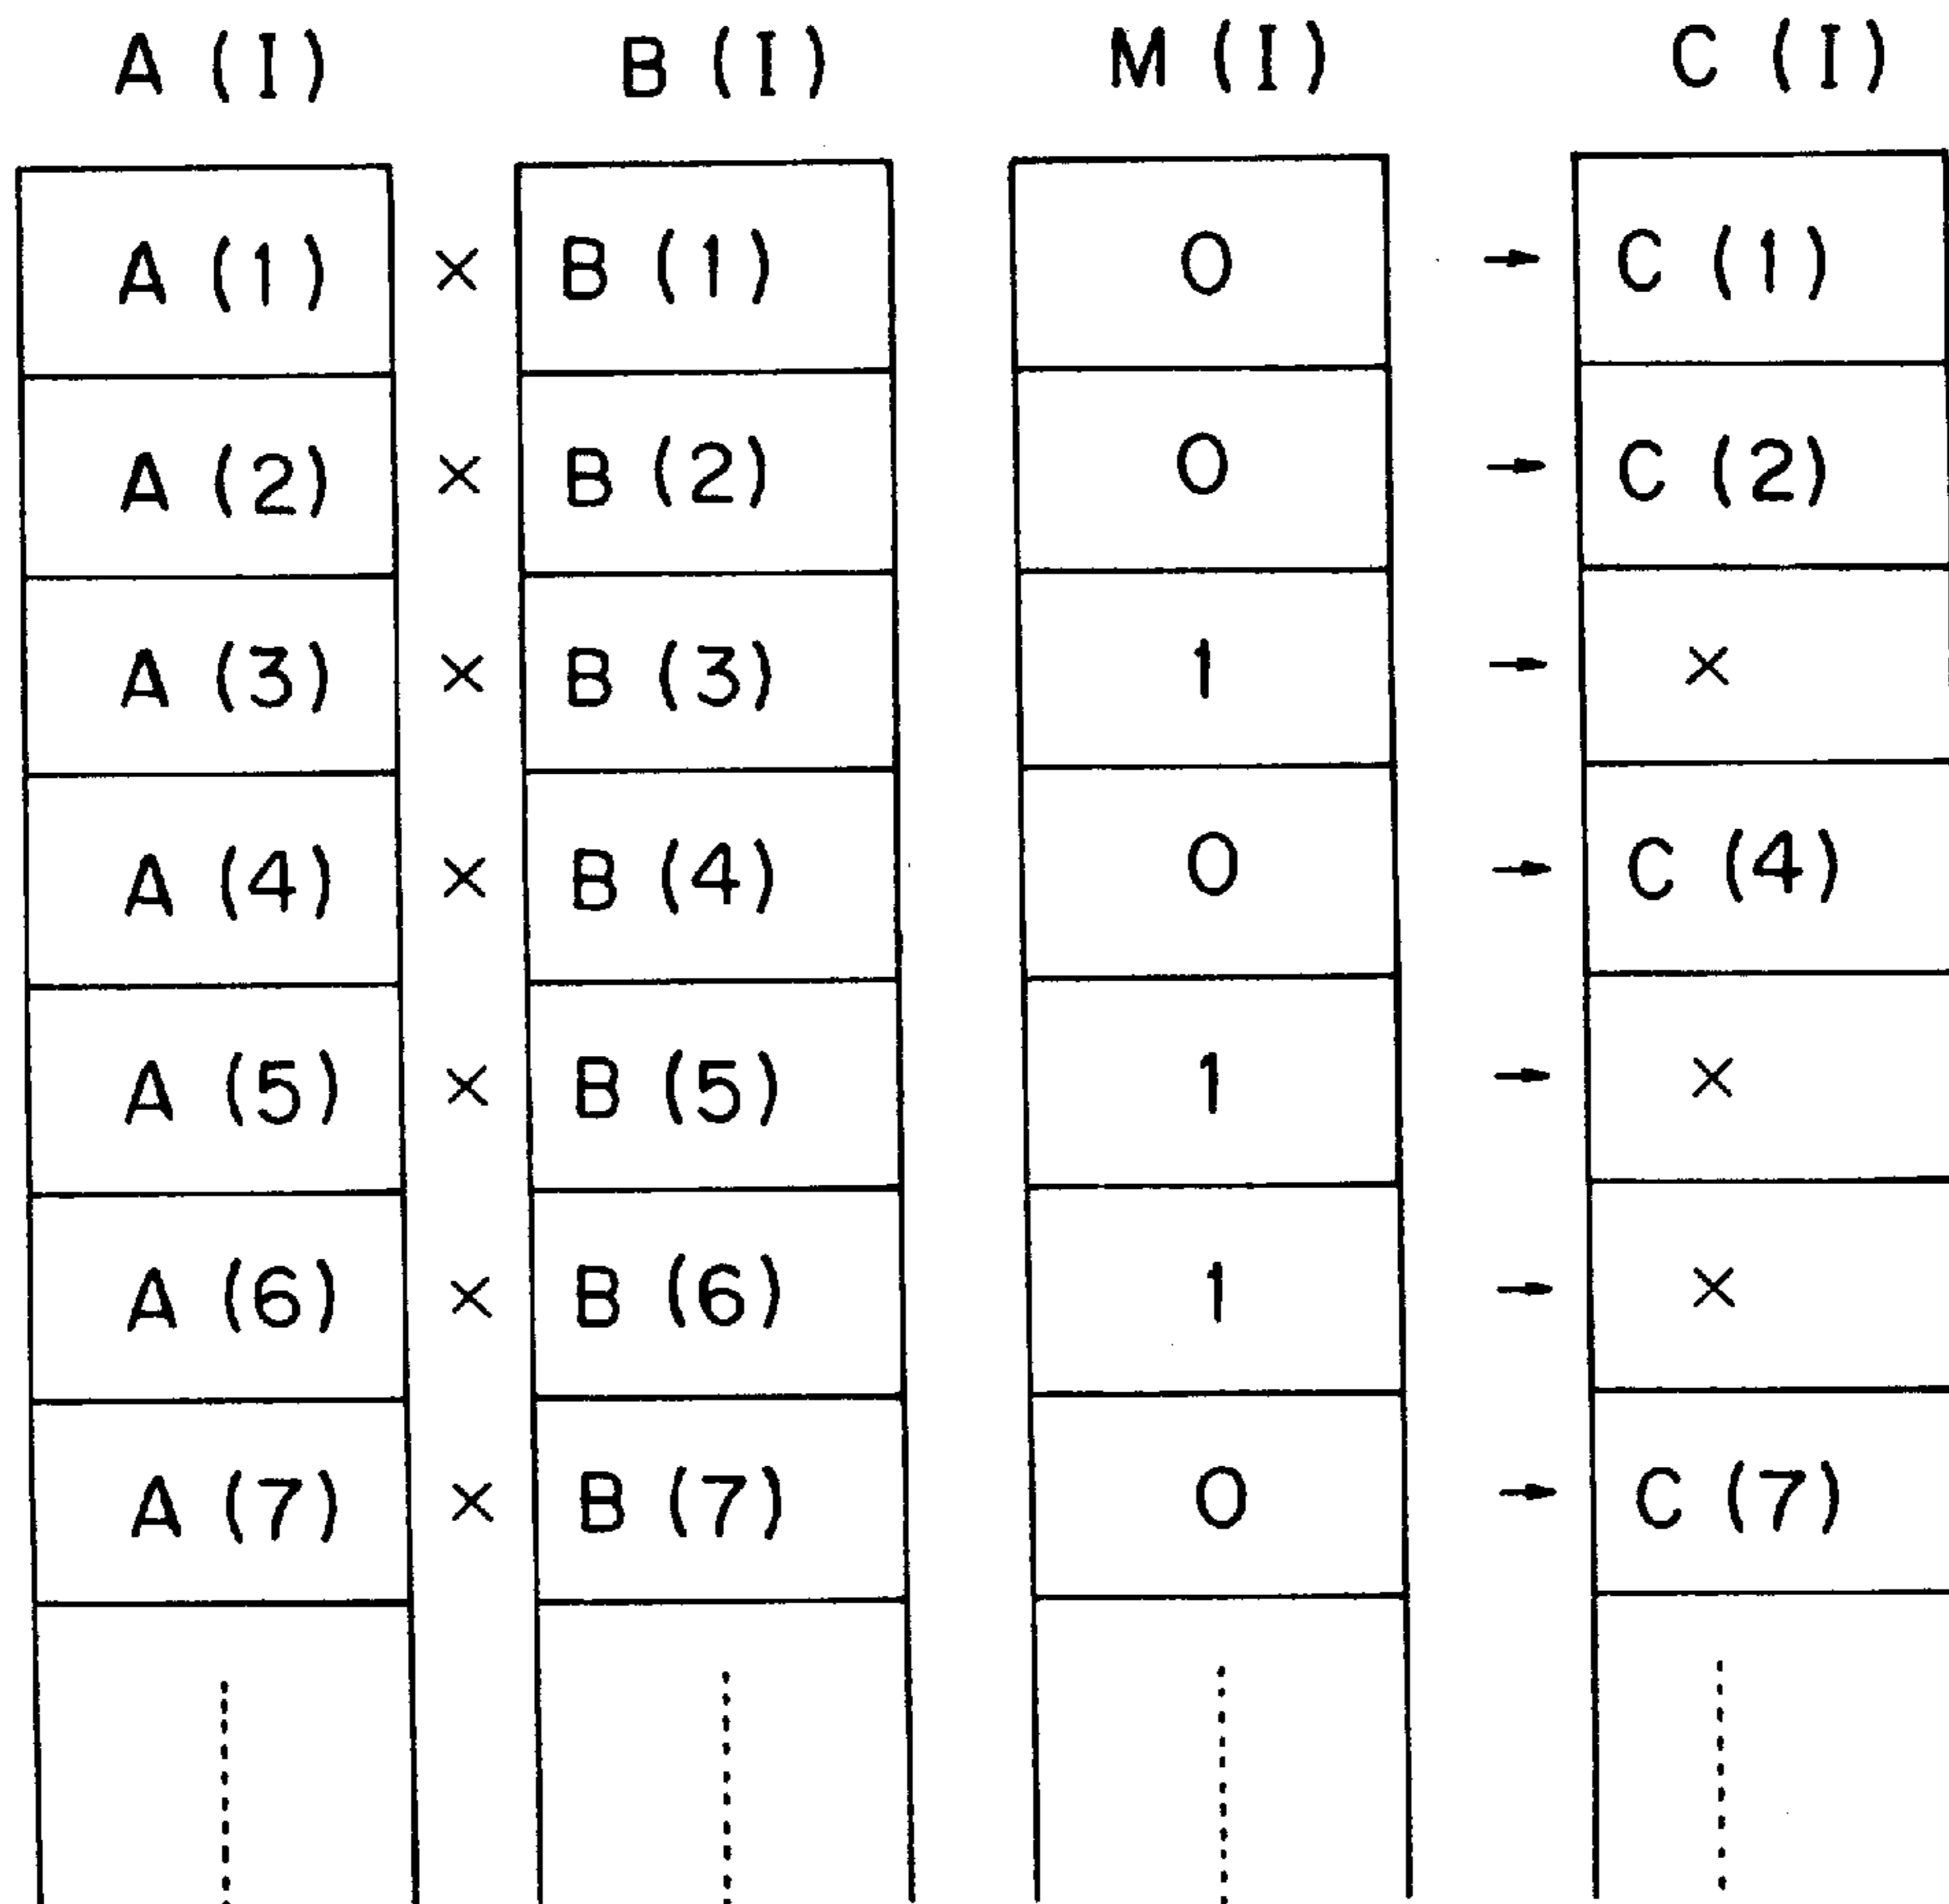 A (I) B (I) M (I) C (I)
A (1) × B (1) 0 → C (1)
A (2) × B (2) 0 → C (2)
A (3) × B (3) 1 → ×
A (4) × B (4) 0 → C (4)
A (5) × B (5) 1 → ×
A (6) × B (6) 1 → ×
A (7) × B (7) 0 → C (7)